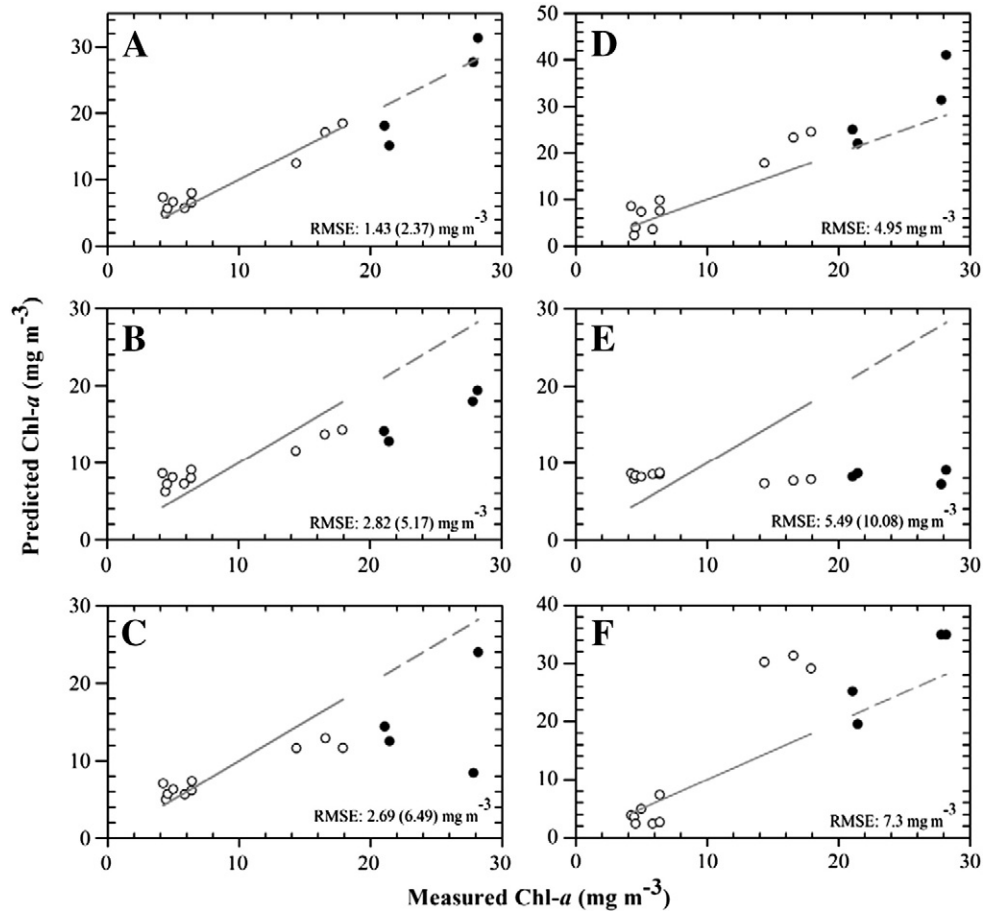 A
30
20
10
0
RMSE: 1.43 (2.37) mg m-3
0 10 20 30
D
50
40
30
20
10
0
RMSE: 4.95 mg m-3
0 10 20 30
Predicted Chl-a (mg m-3)
B
30
20
10
0
RMSE: 2.82 (5.17) mg m-3
0 10 20 30
E
30
20
10
0
RMSE: 5.49 (10.08) mg m-3
0 10 20 30
C
30
20
10
0
RMSE: 2.69 (6.49) mg m-3
0 10 20 30
F
40
30
20
10
0
RMSE: 7.3 mg m-3
0 10 20 30
Measured Chl-a (mg m-3)